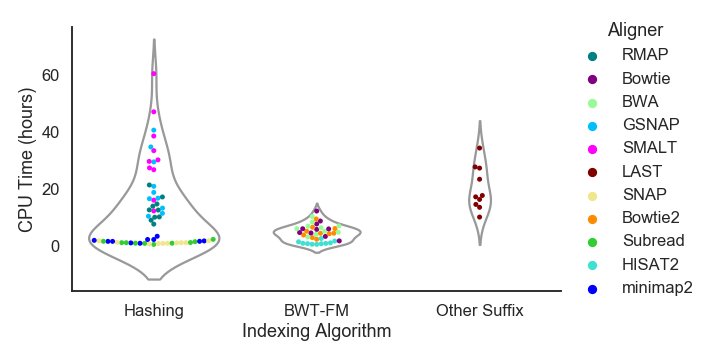 Aligner
RMAP
Bowtie
BWA
GSNAP
SMALT
LAST
SNAP
Bowtie2
Subread
HISAT2
minimap2
CPU Time (hours)
60
40
20
0
Hashing
BWT-FM
Other Suffix
Indexing Algorithm